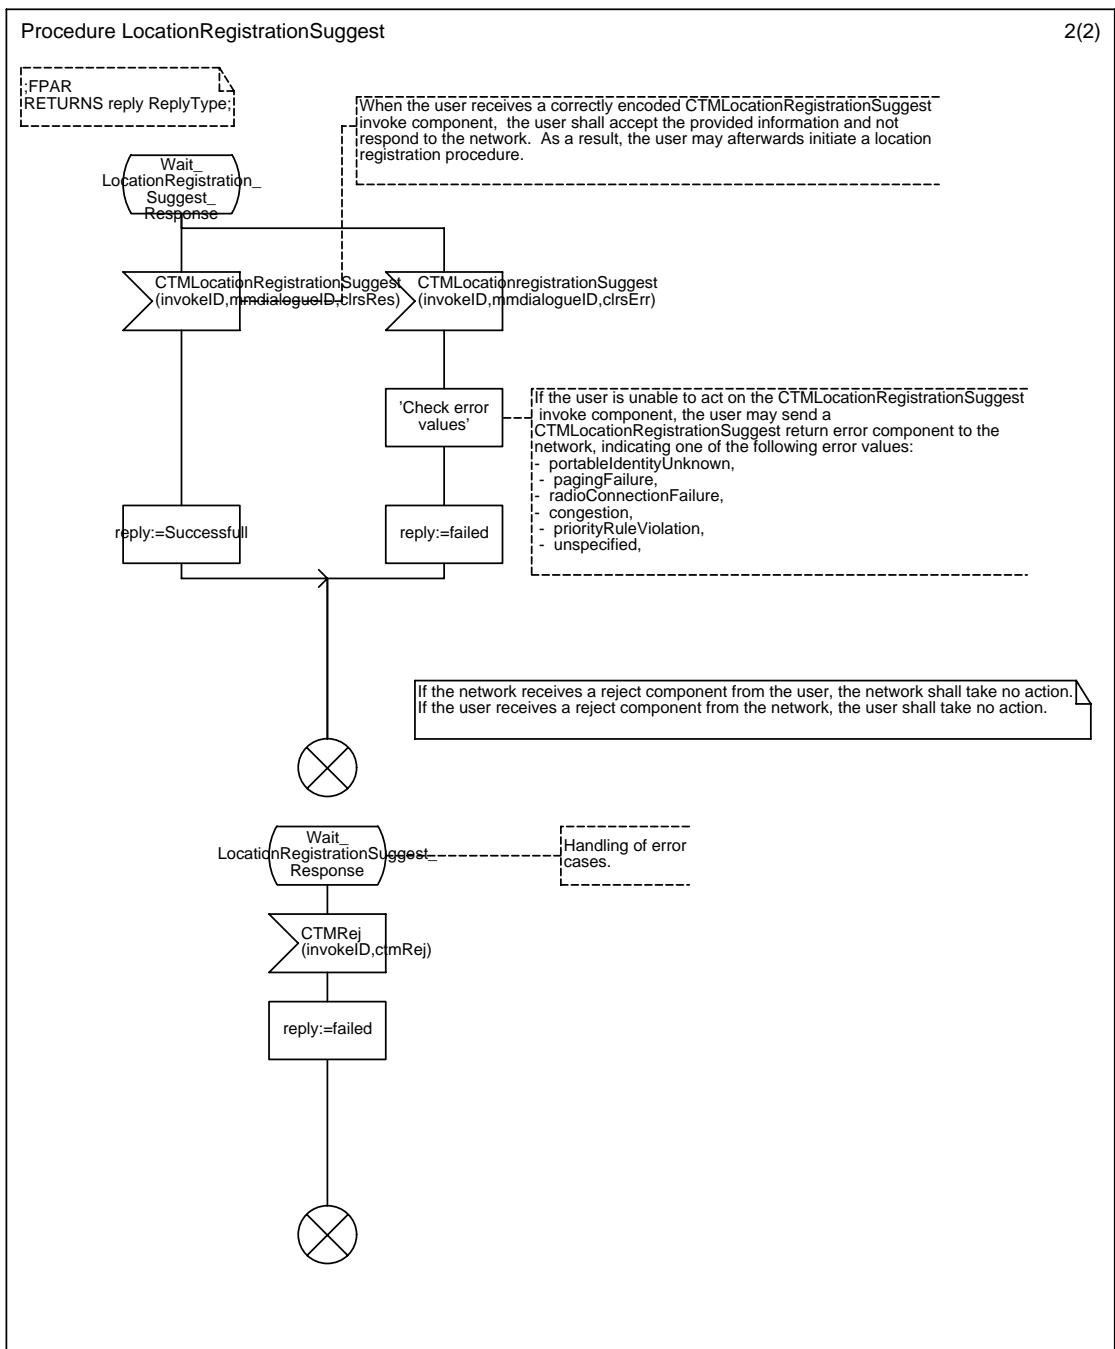 Procedure LocationRegistrationSuggest
2(2)
;FPAR
RETURNS reply ReplyType;
When the user receives a correctly encoded CTMLocationRegistrationSuggest
invoke component,  the user shall accept the provided information and not
respond to the network.  As a result, the user may afterwards initiate a location
registration procedure.
Wait_
LocationRegistration_
Suggest_
Response
CTMLocationRegistrationSuggest
(invokeID,mmdialogueID,clrsRes)
CTMLocationregistrationSuggest
(invokeID,mmdialogueID,clrsErr)
'Check error
values'
If the user is unable to act on the CTMLocationRegistrationSuggest
invoke component, the user may send a
CTMLocationRegistrationSuggest return error component to the
network, indicating one of the following error values:
-  portableIdentityUnknown,
-  pagingFailure,
-  radioConnectionFailure,
-  congestion,
-  priorityRuleViolation,
-  unspecified,
reply:=Successfull
reply:=failed
If the network receives a reject component from the user, the network shall take no action.
If the user receives a reject component from the network, the user shall take no action.
Wait_
LocationRegistrationSuggest_
Response
Handling of error
cases.
CTMRej
(invokeID,ctmRej)
reply:=failed